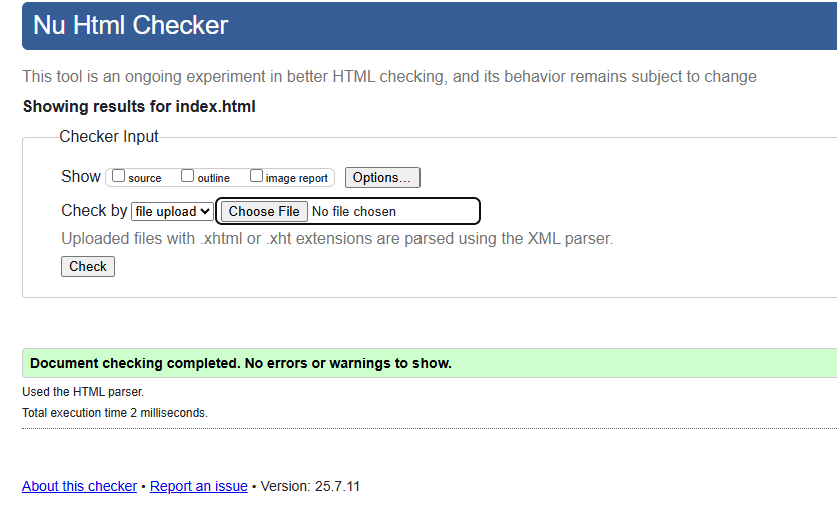 Nu Html Checker
This tool is an ongoing experiment in better HTML checking, and its behavior remains subject to change
Showing results for index.html
Checker Input
Show source outline image report Options...
Check by file upload Choose File No file chosen
Uploaded files with .xhtml or .xht extensions are parsed using the XML parser.
Check
Document checking completed. No errors or warnings to show.
Used the HTML parser.
Total execution time 2 milliseconds.
About this checker • Report an issue • Version: 25.7.11